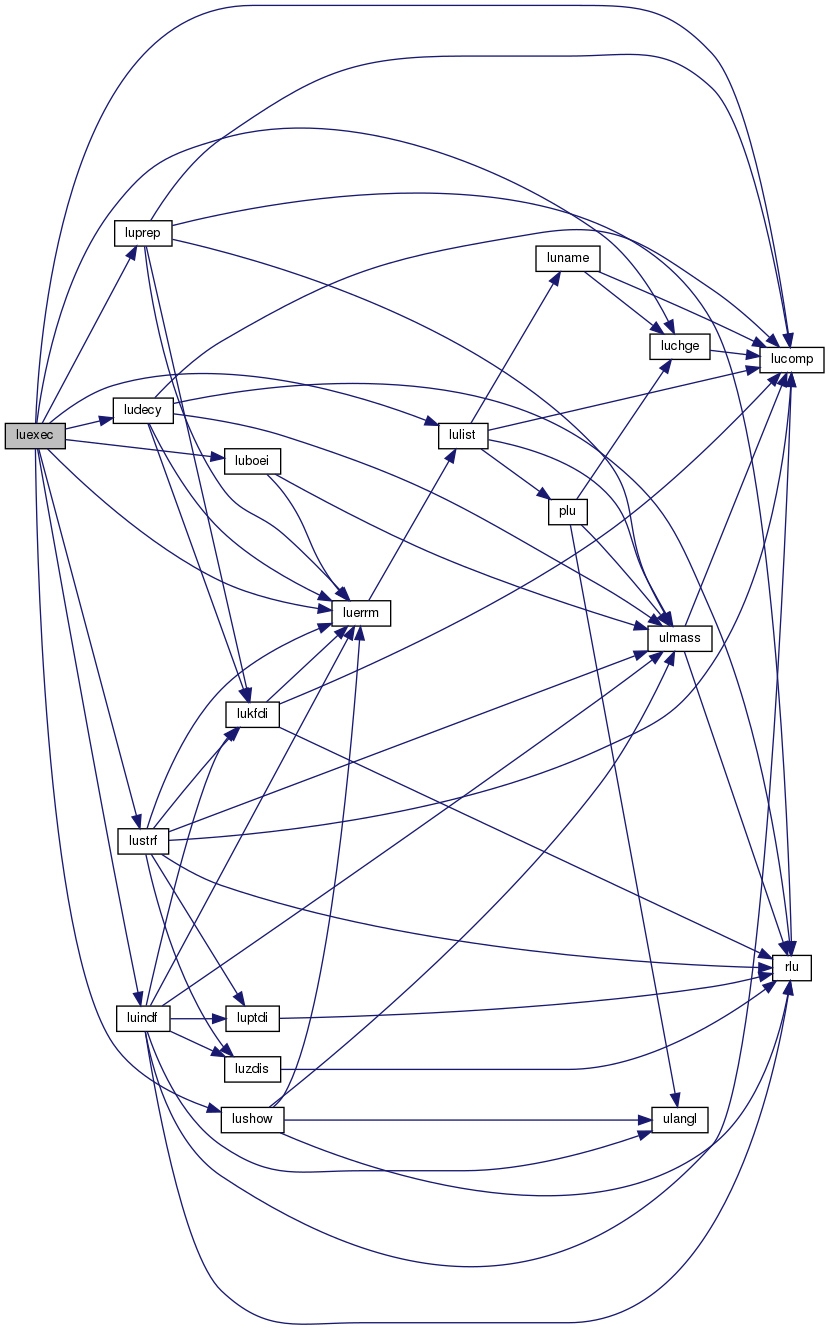 luprep
luname
luchge
lucomp
ludecy
luexec
lulist
luboei
plu
luerrm
ulmass
lukfdi
lustrf
rlu
luindf
luptdi
luzdis
lushow
ulangl